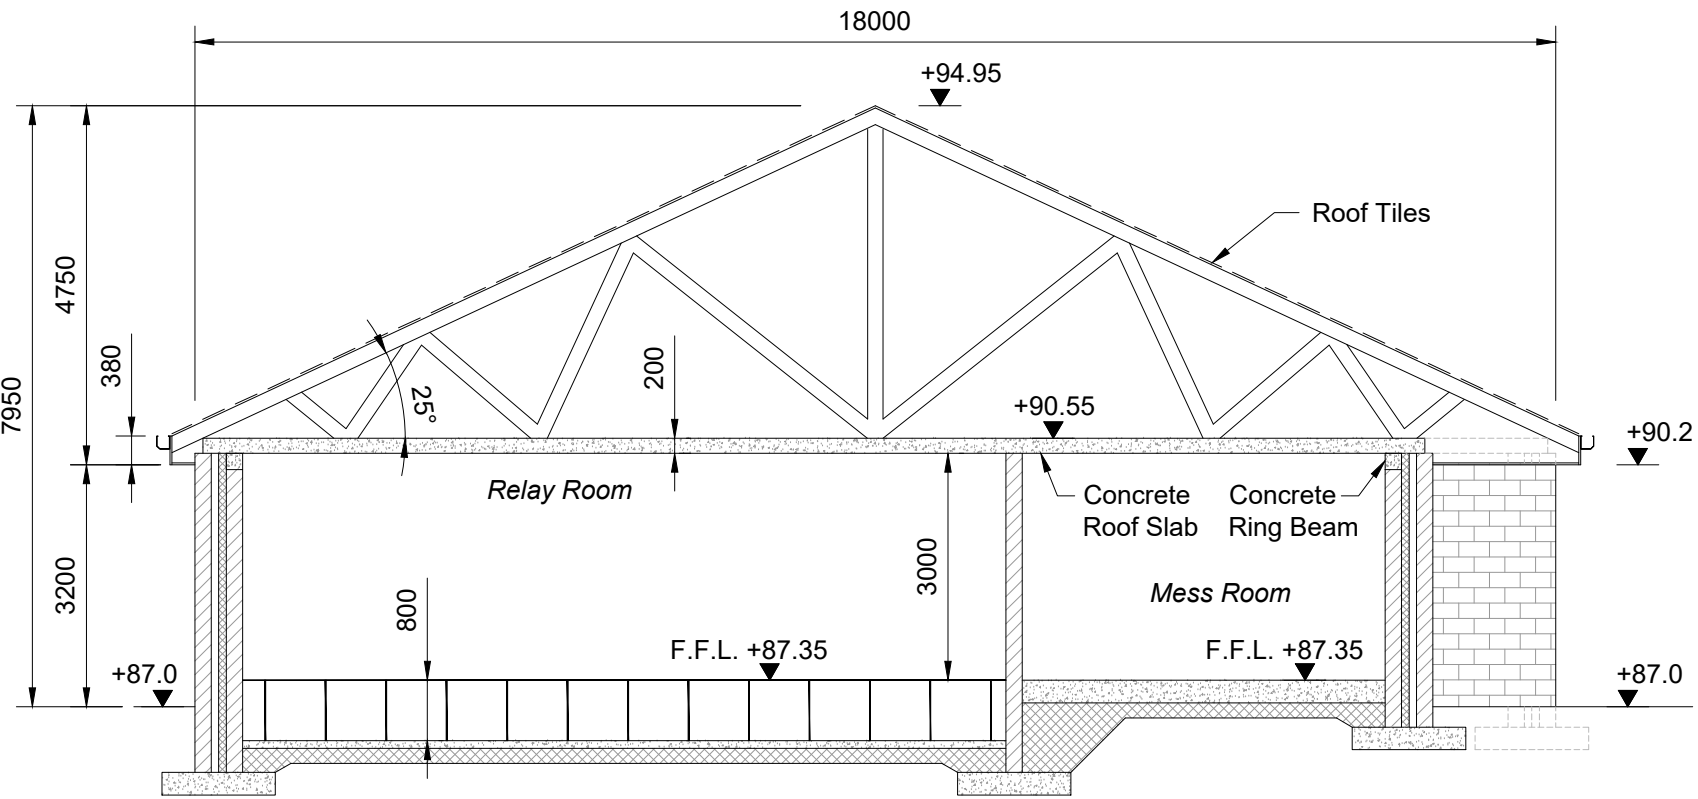 18000
+94.95
Roof Tiles
4750
380
7950
25°
200
+90.55
+90.2
Relay Room
Concrete
Roof Slab
Concrete
Ring Beam
3200
800
3000
Mess Room
F.F.L. +87.35
F.F.L. +87.35
+87.0
+87.0